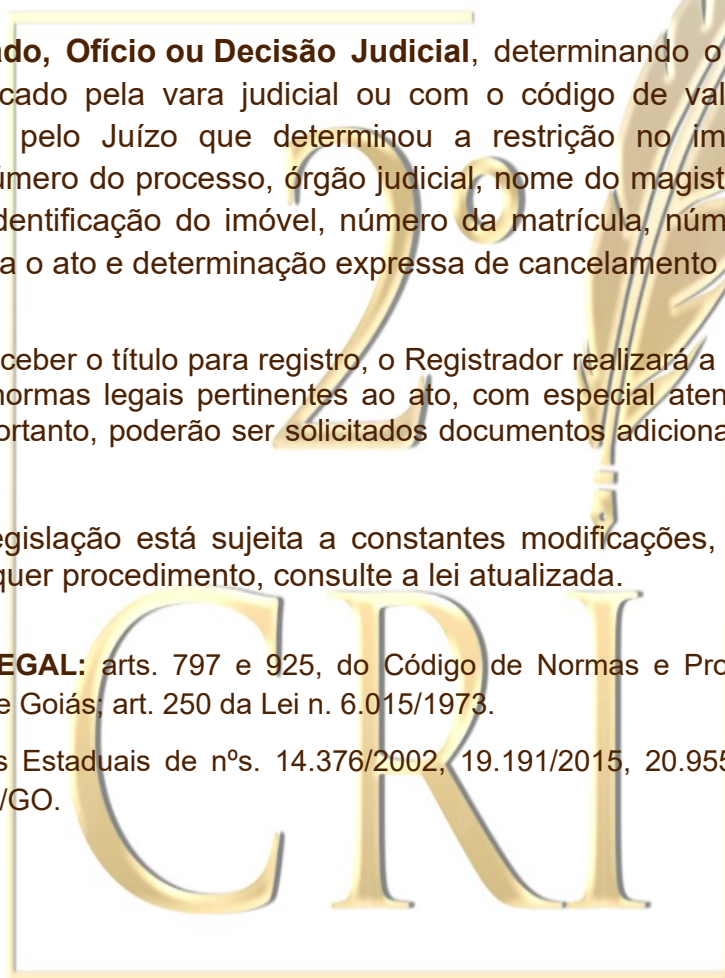 ado, Ofício ou Decisão Judicial, determinando o
cado pela vara judicial ou com o código de val
pelo Juízo que determinou a restrição no im
úmero do processo, órgão judicial, nome do magist
dentificação do imóvel, número da matrícula, núm
a o ato e determinação expressa de cancelamento
ceber o título para registro, o Registrador realizará a
normas legais pertinentes ao ato, com especial aten
ortanto, poderão ser solicitados documentos adiciona
egislação está sujeita a constantes modificações,
quer procedimento, consulte a lei atualizada.
EGAL: arts. 797 e 925, do Código de Normas e Pro
e Goiás; art. 250 da Lei n. 6.015/1973.
s Estaduais de nºs. 14.376/2002, 19.191/2015, 20.955
/GO.
2º
CRI